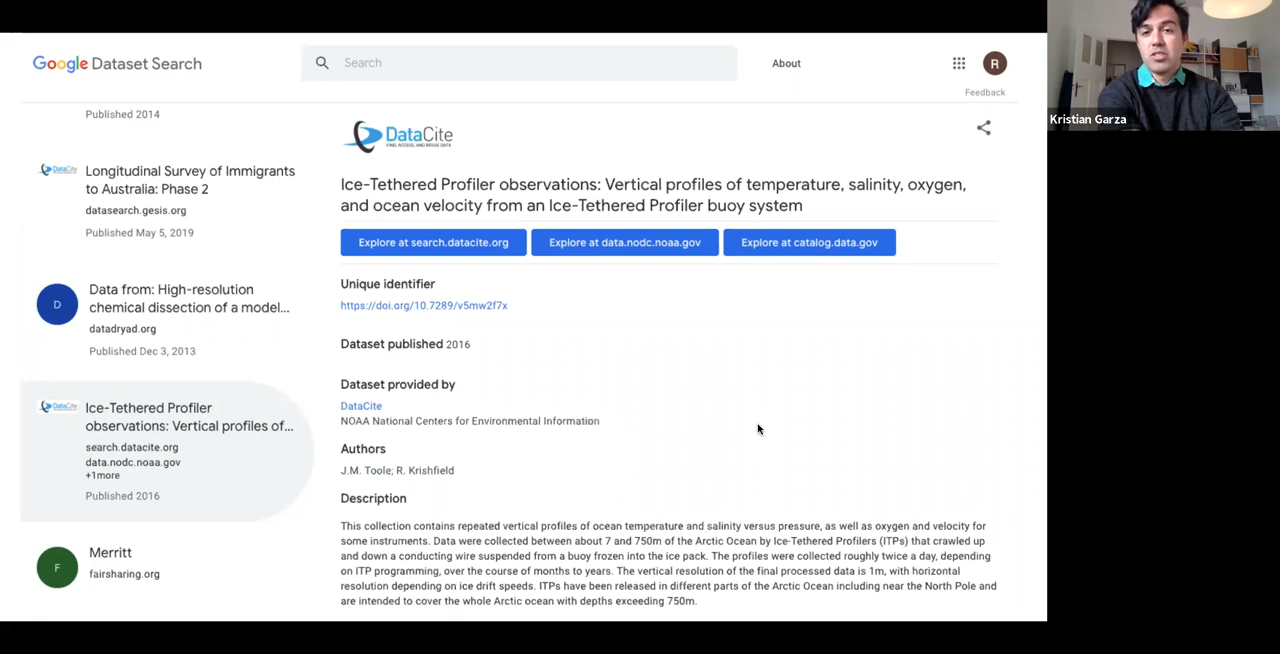 Google Dataset Search
Search
About
R
Feedback
Published 2014
DataCite
Longitudinal Survey of Immigrants
to Australia: Phase 2
datasearch.gesis.org
Published May 5, 2019
D
Data from: High-resolution
chemical dissection of a model...
datadryad.org
Published Dec 3, 2013
DataCite
Ice-Tethered Profiler
observations: Vertical profiles of...
search.datacite.org
data.nodc.noaa.gov
+1more
Published 2016
F
Merritt
fairsharing.org
DataCite
FIND, ACCESS, AND REUSE DATA
Ice-Tethered Profiler observations: Vertical profiles of temperature, salinity, oxygen,
and ocean velocity from an Ice-Tethered Profiler buoy system
Explore at search.datacite.org
Explore at data.nodc.noaa.gov
Explore at catalog.data.gov
Unique identifier
https://doi.org/10.7289/v5mw2f7x
Dataset published 2016
Dataset provided by
DataCite
NOAA National Centers for Environmental Information
Authors
J.M. Toole; R. Krishfield
Description
This collection contains repeated vertical profiles of ocean temperature and salinity versus pressure, as well as oxygen and velocity for
some instruments. Data were collected between about 7 and 750m of the Arctic Ocean by Ice-Tethered Profilers (ITPs) that crawled up
and down a conducting wire suspended from a buoy frozen into the ice pack. The profiles were collected roughly twice a day, depending
on ITP programming, over the course of months to years. The vertical resolution of the final processed data is 1m, with horizontal
resolution depending on ice drift speeds. ITPs have been released in different parts of the Arctic Ocean including near the North Pole and
are intended to cover the whole Arctic ocean with depths exceeding 750m.
Kristian Garza